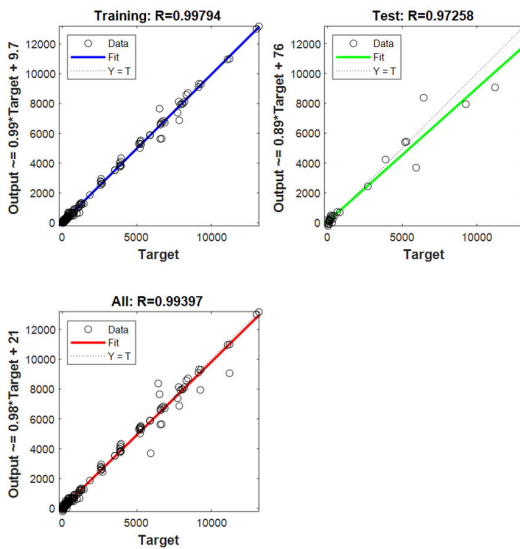 Training: R=0.99794
Output ~= 0.99*Target + 9.7
12000
10000
8000
6000
4000
2000
0
Data
Fit
Y = T
0
5000
10000
Target
Test: R=0.97258
Output ~= 0.89*Target + 76
12000
10000
8000
6000
4000
2000
0
Data
Fit
Y = T
0
5000
10000
Target
All: R=0.99397
Output ~= 0.98*Target + 21
12000
10000
8000
6000
4000
2000
0
Data
Fit
Y = T
0
5000
10000
Target